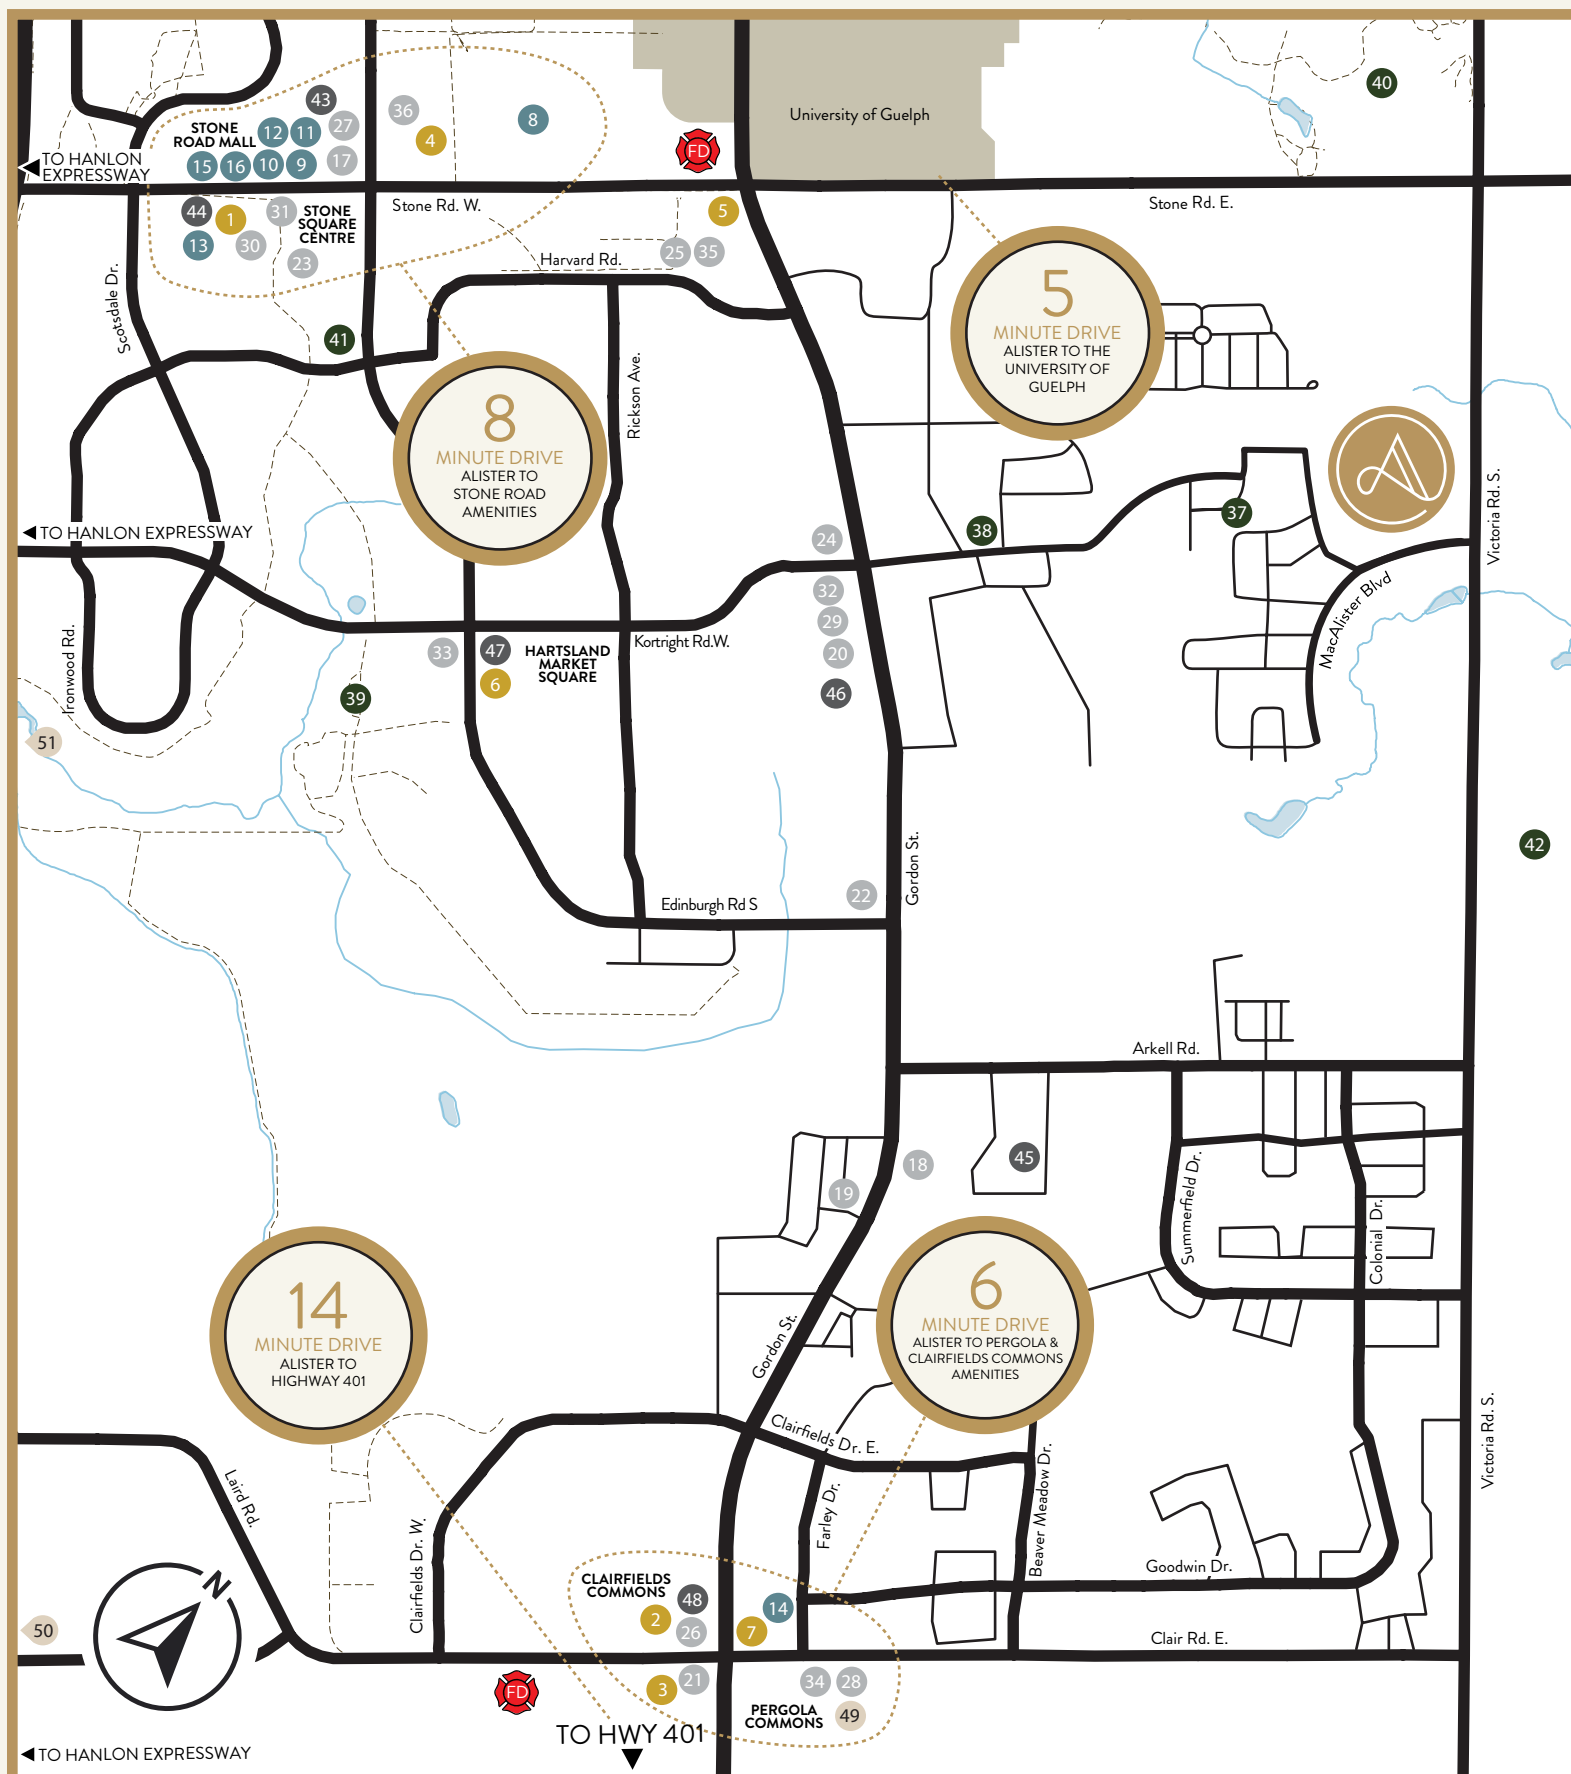 40
43
36
27
8
University of Guelph
STONE
ROAD MALL
12
11
4
FD
15
16
10
9
17
TO HANLON
EXPRESSWAY
Stone Rd. W.
Stone Rd. E.
44
1
31
STONE
SQUARE
CENTRE
5
13
30
23
25
35
Harvard Rd.
Scotsdale Dr.
5
MINUTE DRIVE
ALISTER TO THE
UNIVERSITY OF
GUELPH
41
Rickson Ave.
8
MINUTE DRIVE
ALISTER TO
STONE ROAD
AMENITIES
A
Victoria Rd. S.
37
38
24
TO HANLON EXPRESSWAY
32
29
20
46
MacAlister Blvd
Ironwood Rd.
33
47
6
HARTSLAND
MARKET
SQUARE
Kortright Rd.W.
39
51
42
Gordon St.
22
Edinburgh Rd S
Arkell Rd.
18
45
19
Summerfield Dr.
Colonial Dr.
14
MINUTE DRIVE
ALISTER TO
HIGHWAY 401
6
MINUTE DRIVE
ALISTER TO PERGOLA &
CLAIRFIELDS COMMONS
AMENITIES
Gordon St.
Clairfields Dr. E.
Victoria Rd. S.
Laird Rd.
Clairfields Dr. W.
Farley Dr.
Beaver Meadow Dr.
Goodwin Dr.
N
CLAIRFIELDS
COMMONS
48
2
26
14
7
50
Clair Rd. E.
FD
3
21
34
28
PERGOLA
COMMONS
49
TO HWY 401
TO HANLON EXPRESSWAY